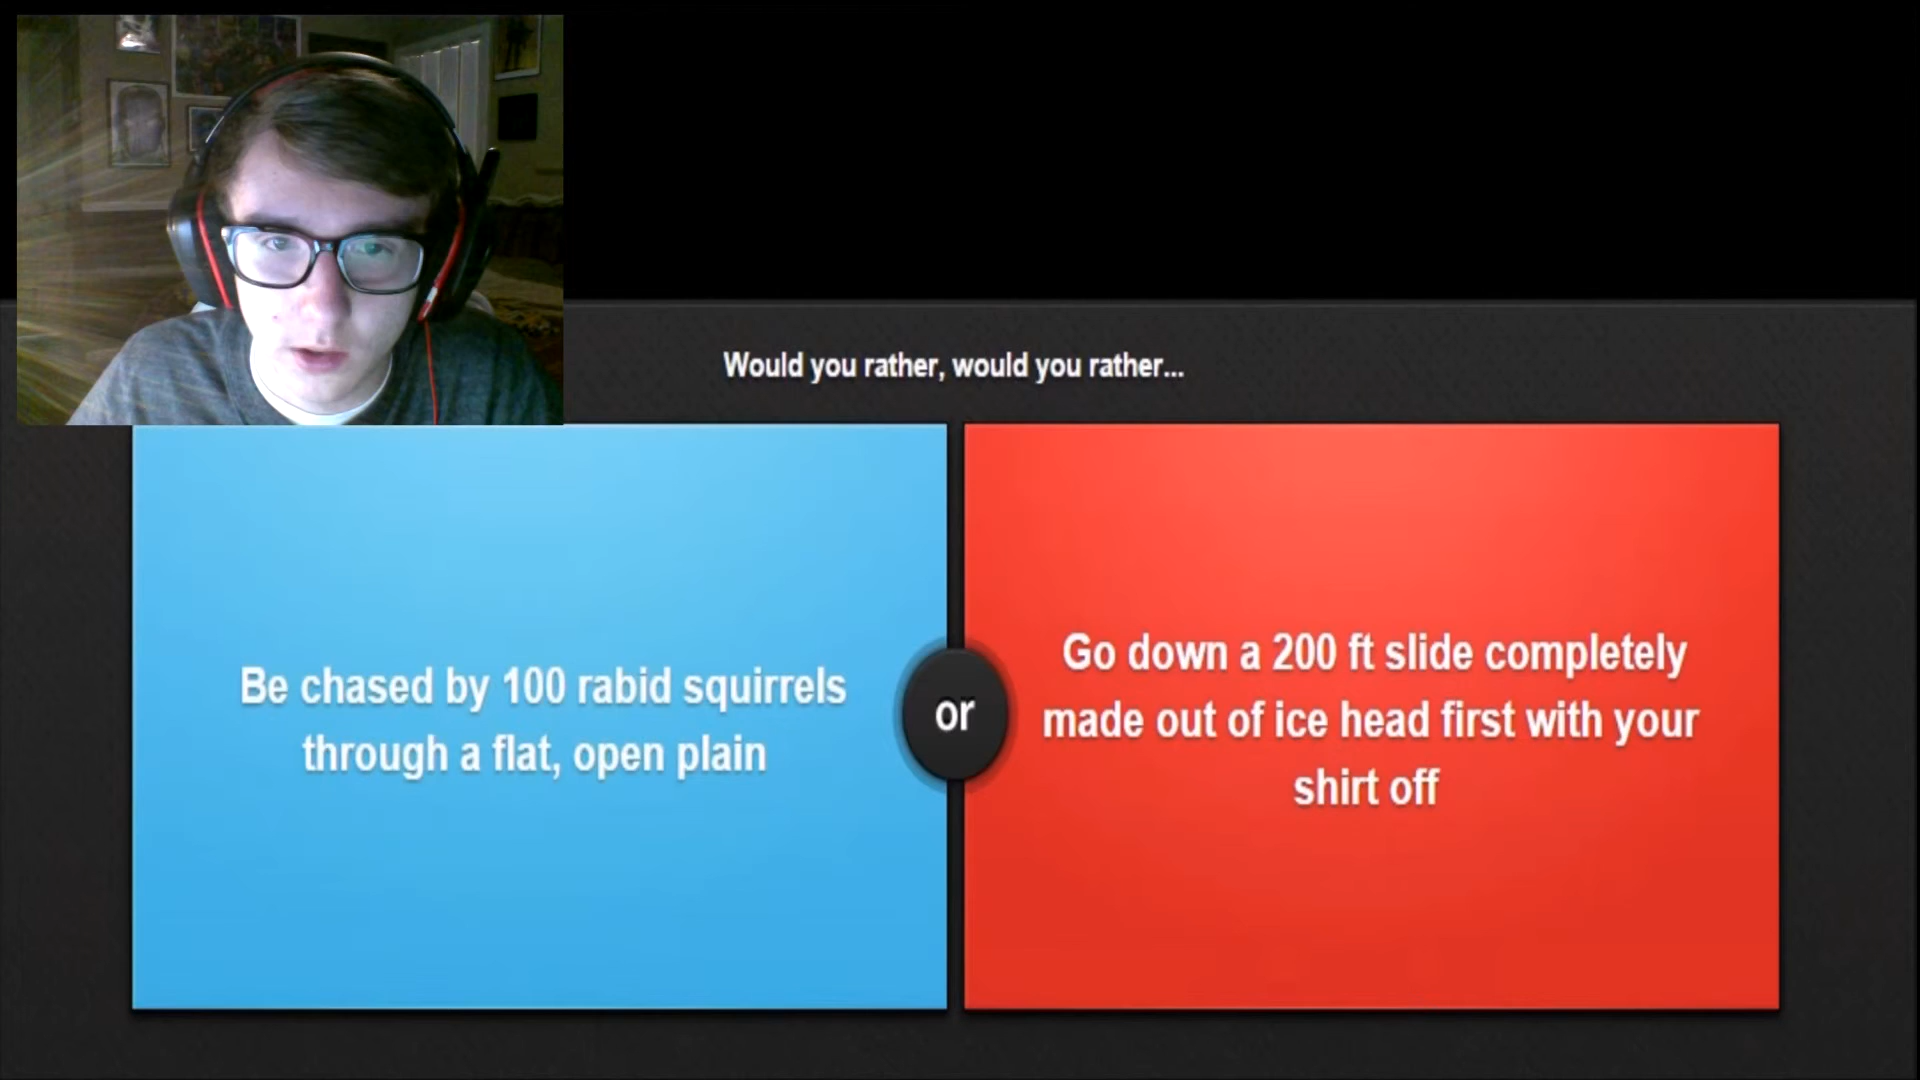 Would you rather, would you rather...
Be chased by 100 rabid squirrels
through a flat, open plain
or
Go down a 200 ft slide completely
made out of ice head first with your
shirt off